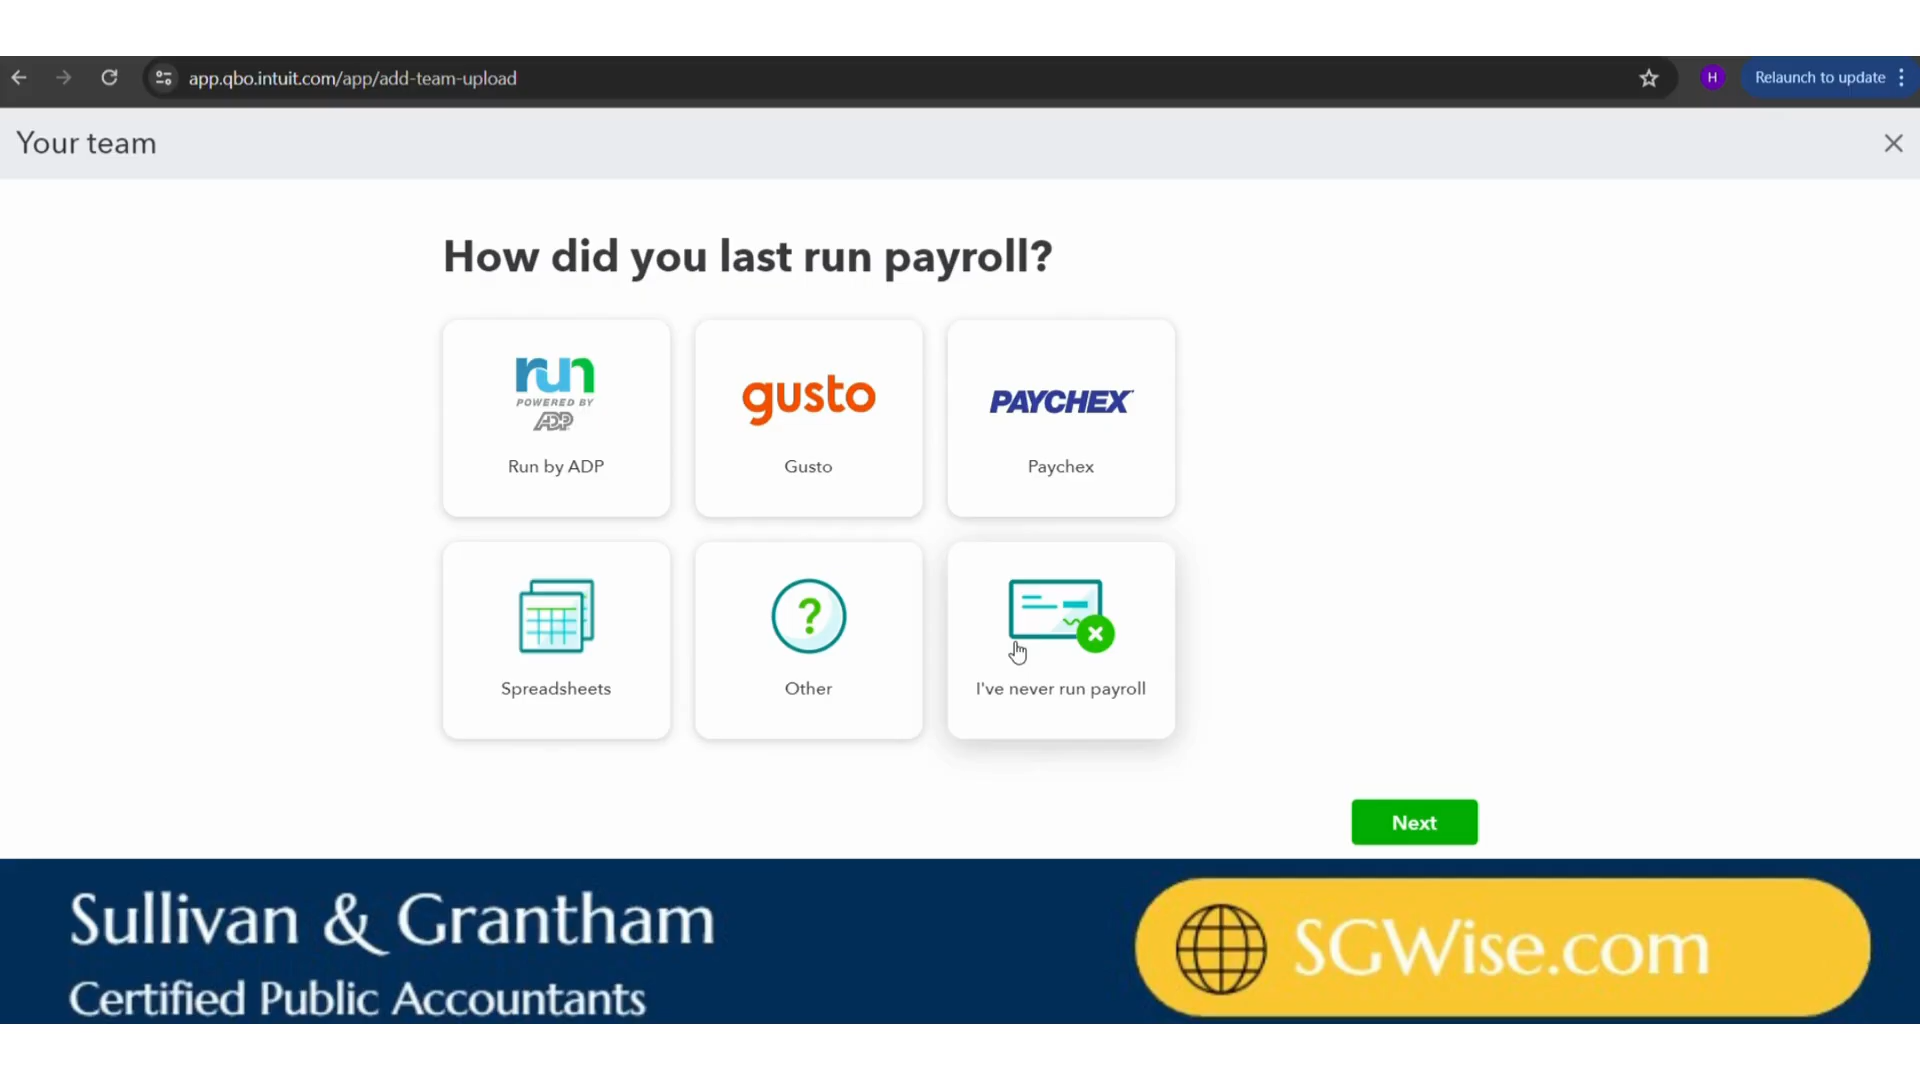 app.qbo.intuit.com/app/add-team-upload
H
Relaunch to update
Your team
How did you last run payroll?
run
POWERED BY
ADP
Run by ADP
gusto
Gusto
PAYCHEX
Paychex
Spreadsheets
?
Other
I've never run payroll
Next
Sullivan & Grantham
Certified Public Accountants
SGWise.com